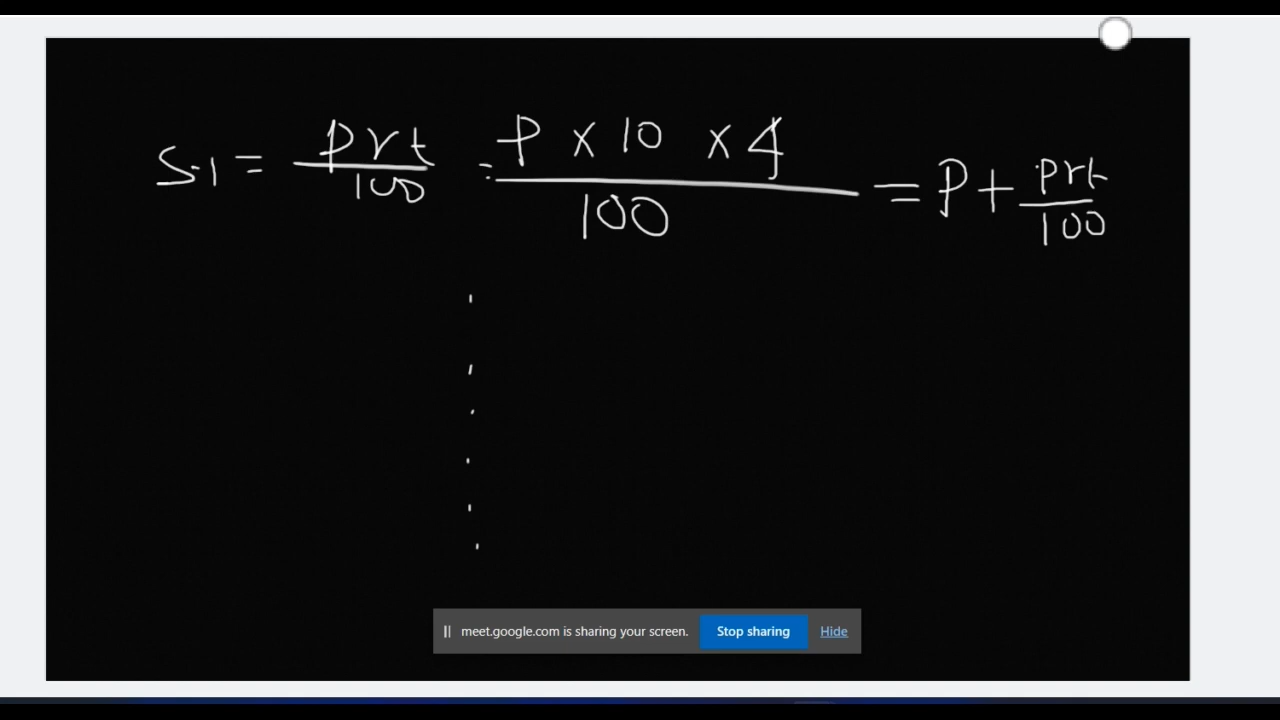 S.I = prt/100 = P x 10 x 4/100 = P + prt/100
meet.google.com is sharing your screen. Stop sharing Hide